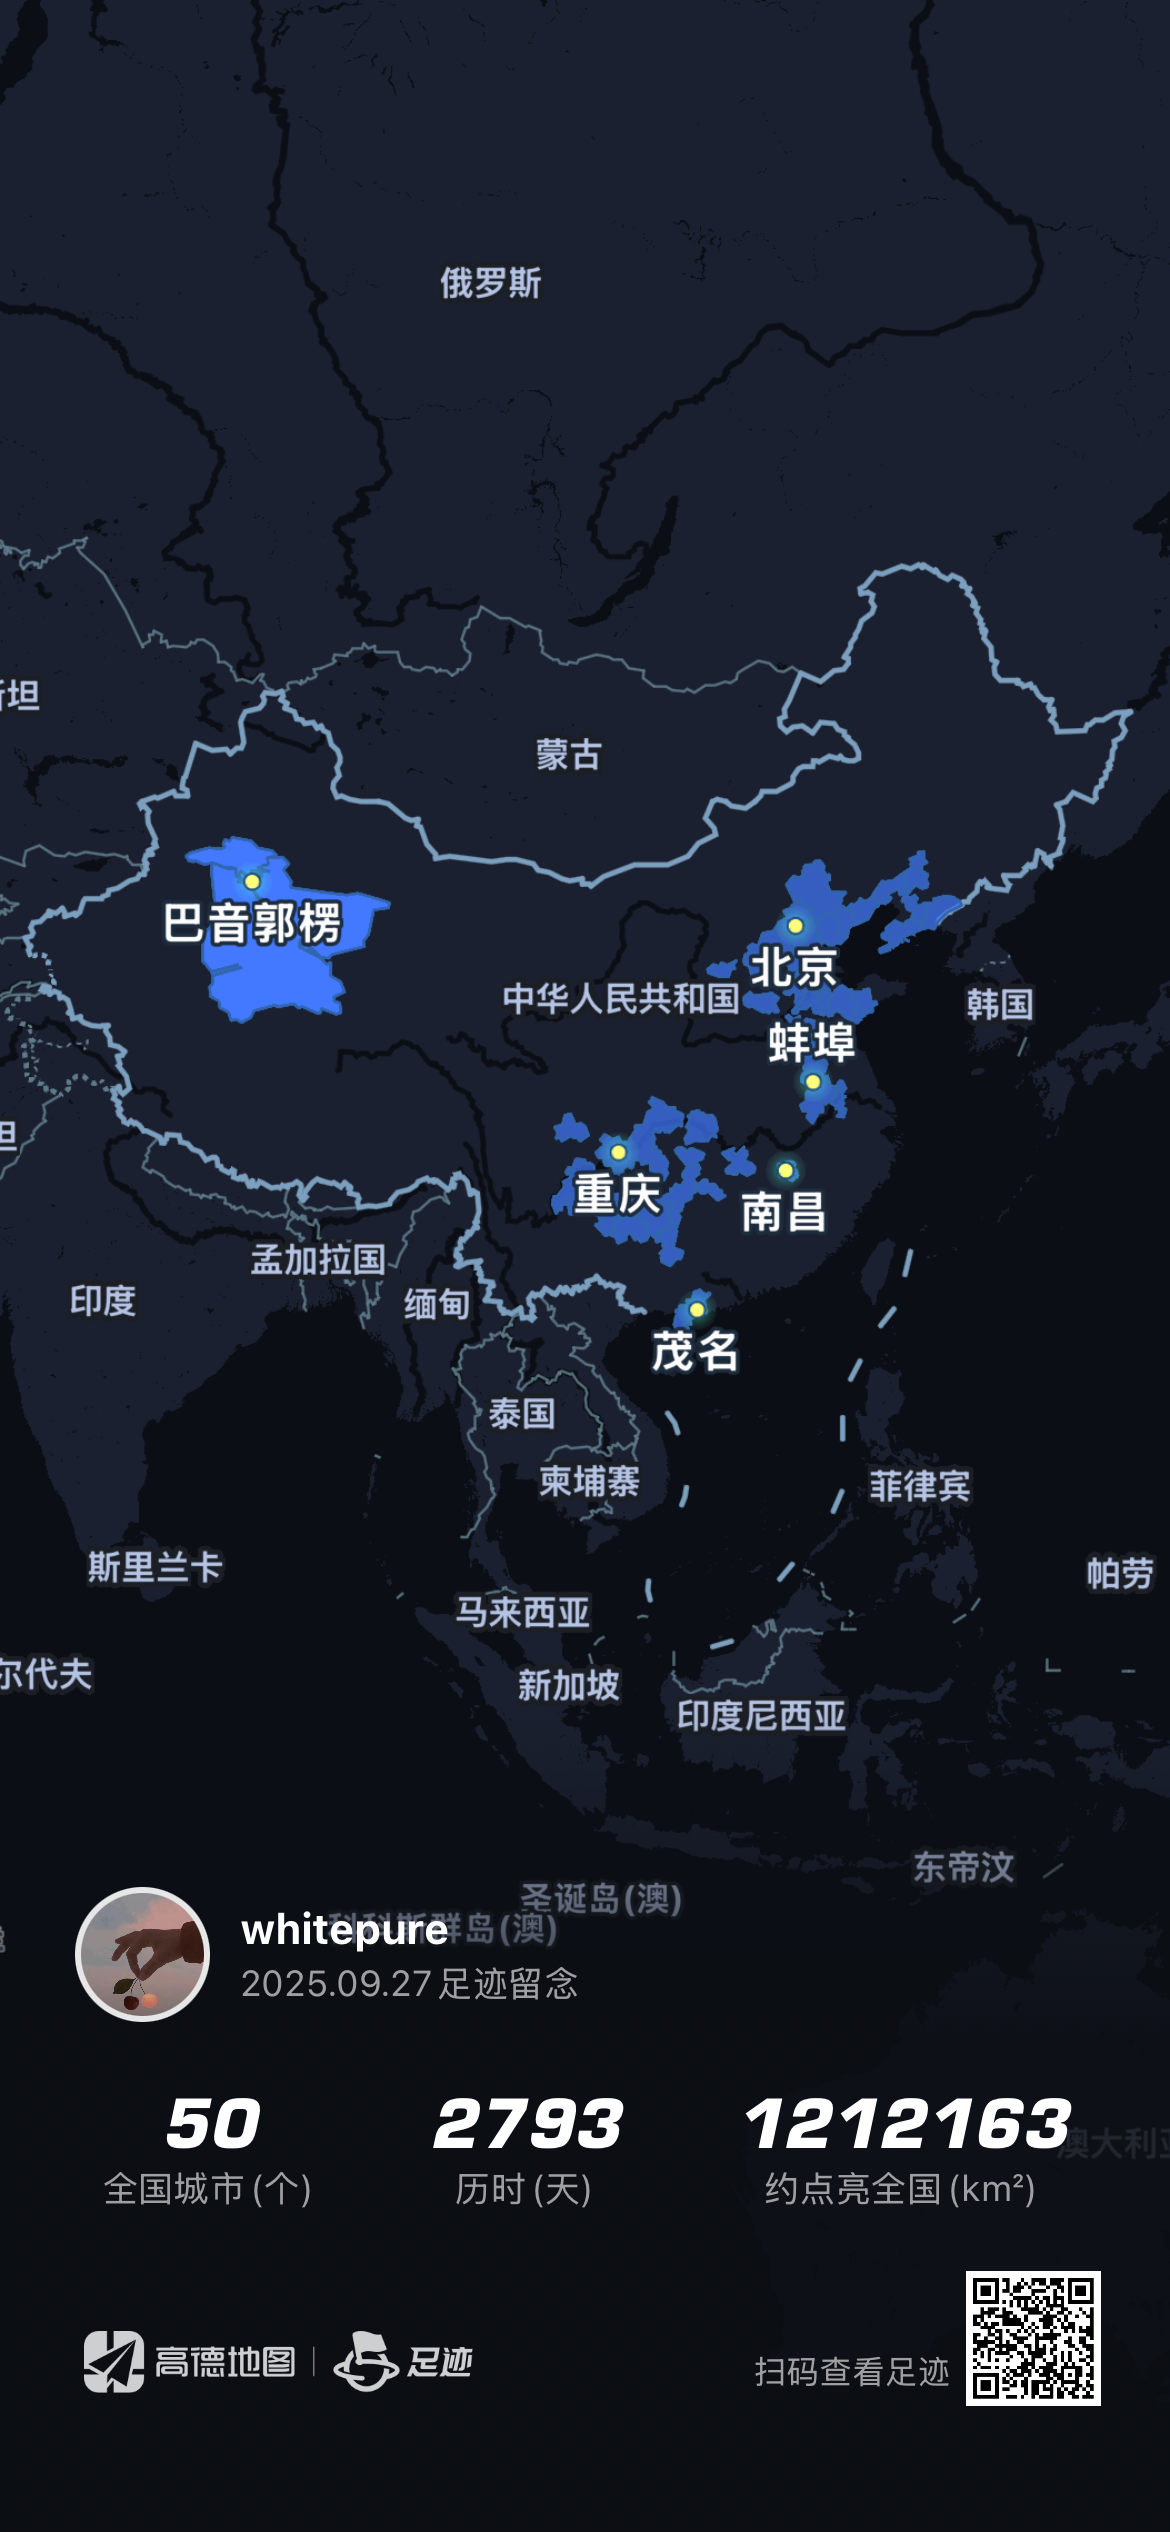 俄罗斯
斯坦
蒙古
巴音郭楞
北京
中华人民共和国
韩国
蚌埠
坦
重庆
南昌
孟加拉国
印度
缅甸
茂名
泰国
柬埔寨
菲律宾
斯里兰卡
帕劳
马来西亚
尔代夫
新加坡
印度尼西亚
东帝汶
圣诞岛(澳)
科科斯群岛(澳)
whitepure
2025.09.27足迹留念
50
全国城市(个)
2793
历时(天)
1212163
约点亮全国(km²)
澳大利亚
高德地图 | 足迹
扫码查看足迹